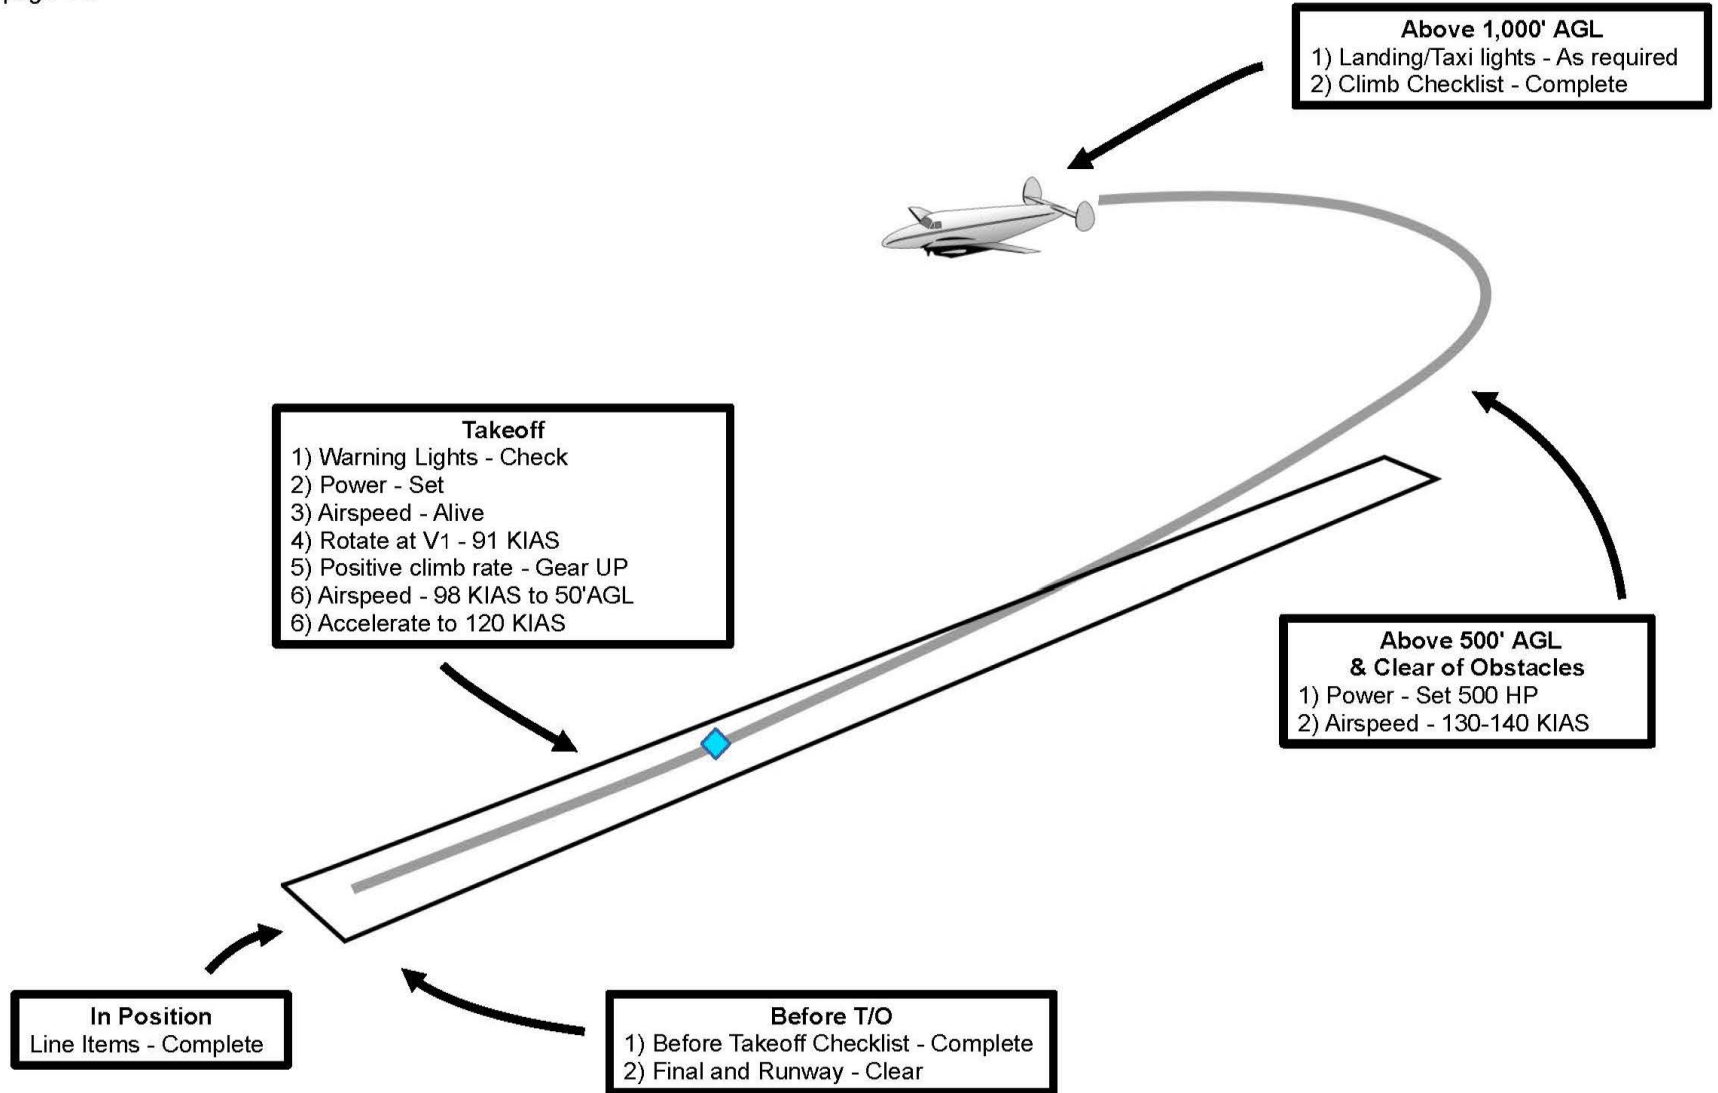 Above 1,000' AGL
1) Landing/Taxi lights - As required
2) Climb Checklist - Complete
Takeoff
1) Warning Lights - Check
2) Power - Set
3) Airspeed - Alive
4) Rotate at V1 - 91 KIAS
5) Positive climb rate - Gear UP
6) Airspeed - 98 KIAS to 50'AGL
6) Accelerate to 120 KIAS
Above 500' AGL
& Clear of Obstacles
1) Power - Set 500 HP
2) Airspeed - 130-140 KIAS
In Position
Line Items - Complete
Before T/O
1) Before Takeoff Checklist - Complete
2) Final and Runway - Clear